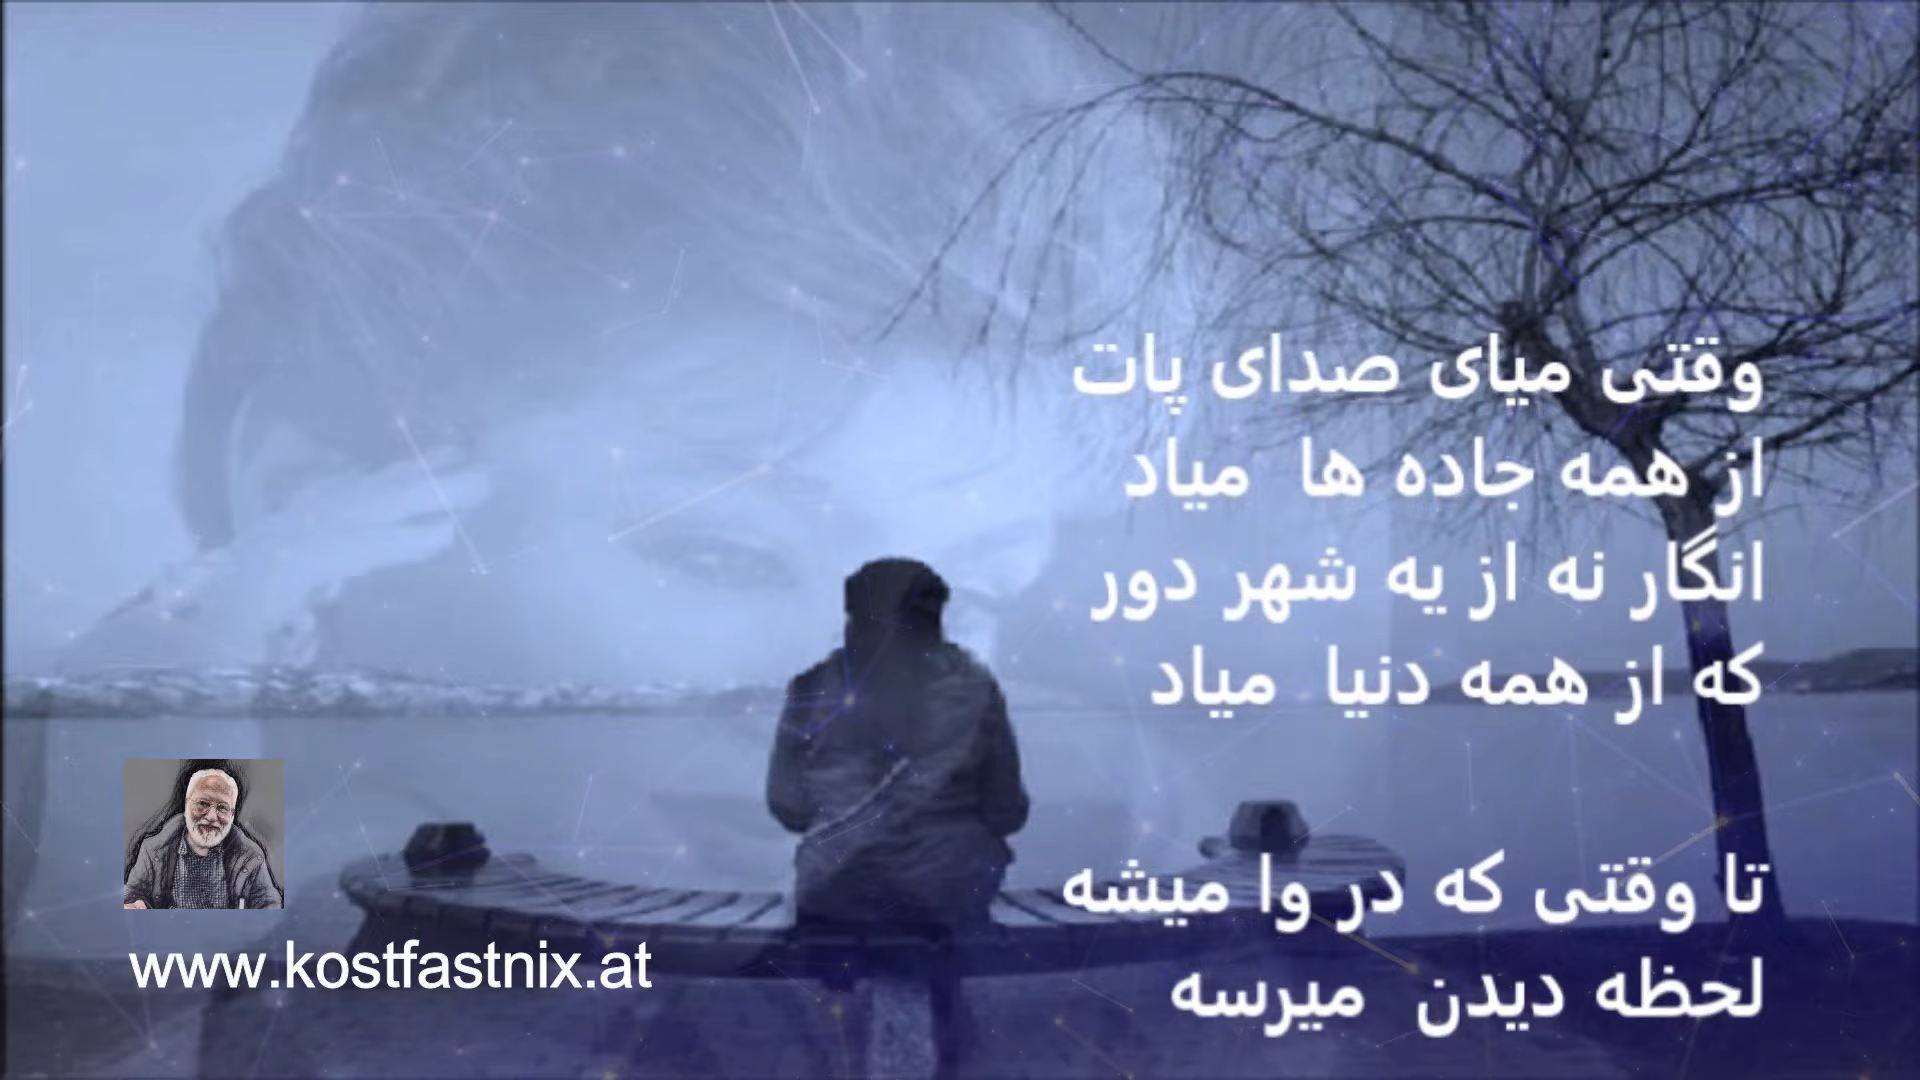 وقتی میای صدای پات
از همه جاده ها میاد
انگار نه از یه شهر دور
که از همه دنیا میاد
تا وقتی که در وا میشه
لحظه دیدن میرسه
www.kostfastnix.at